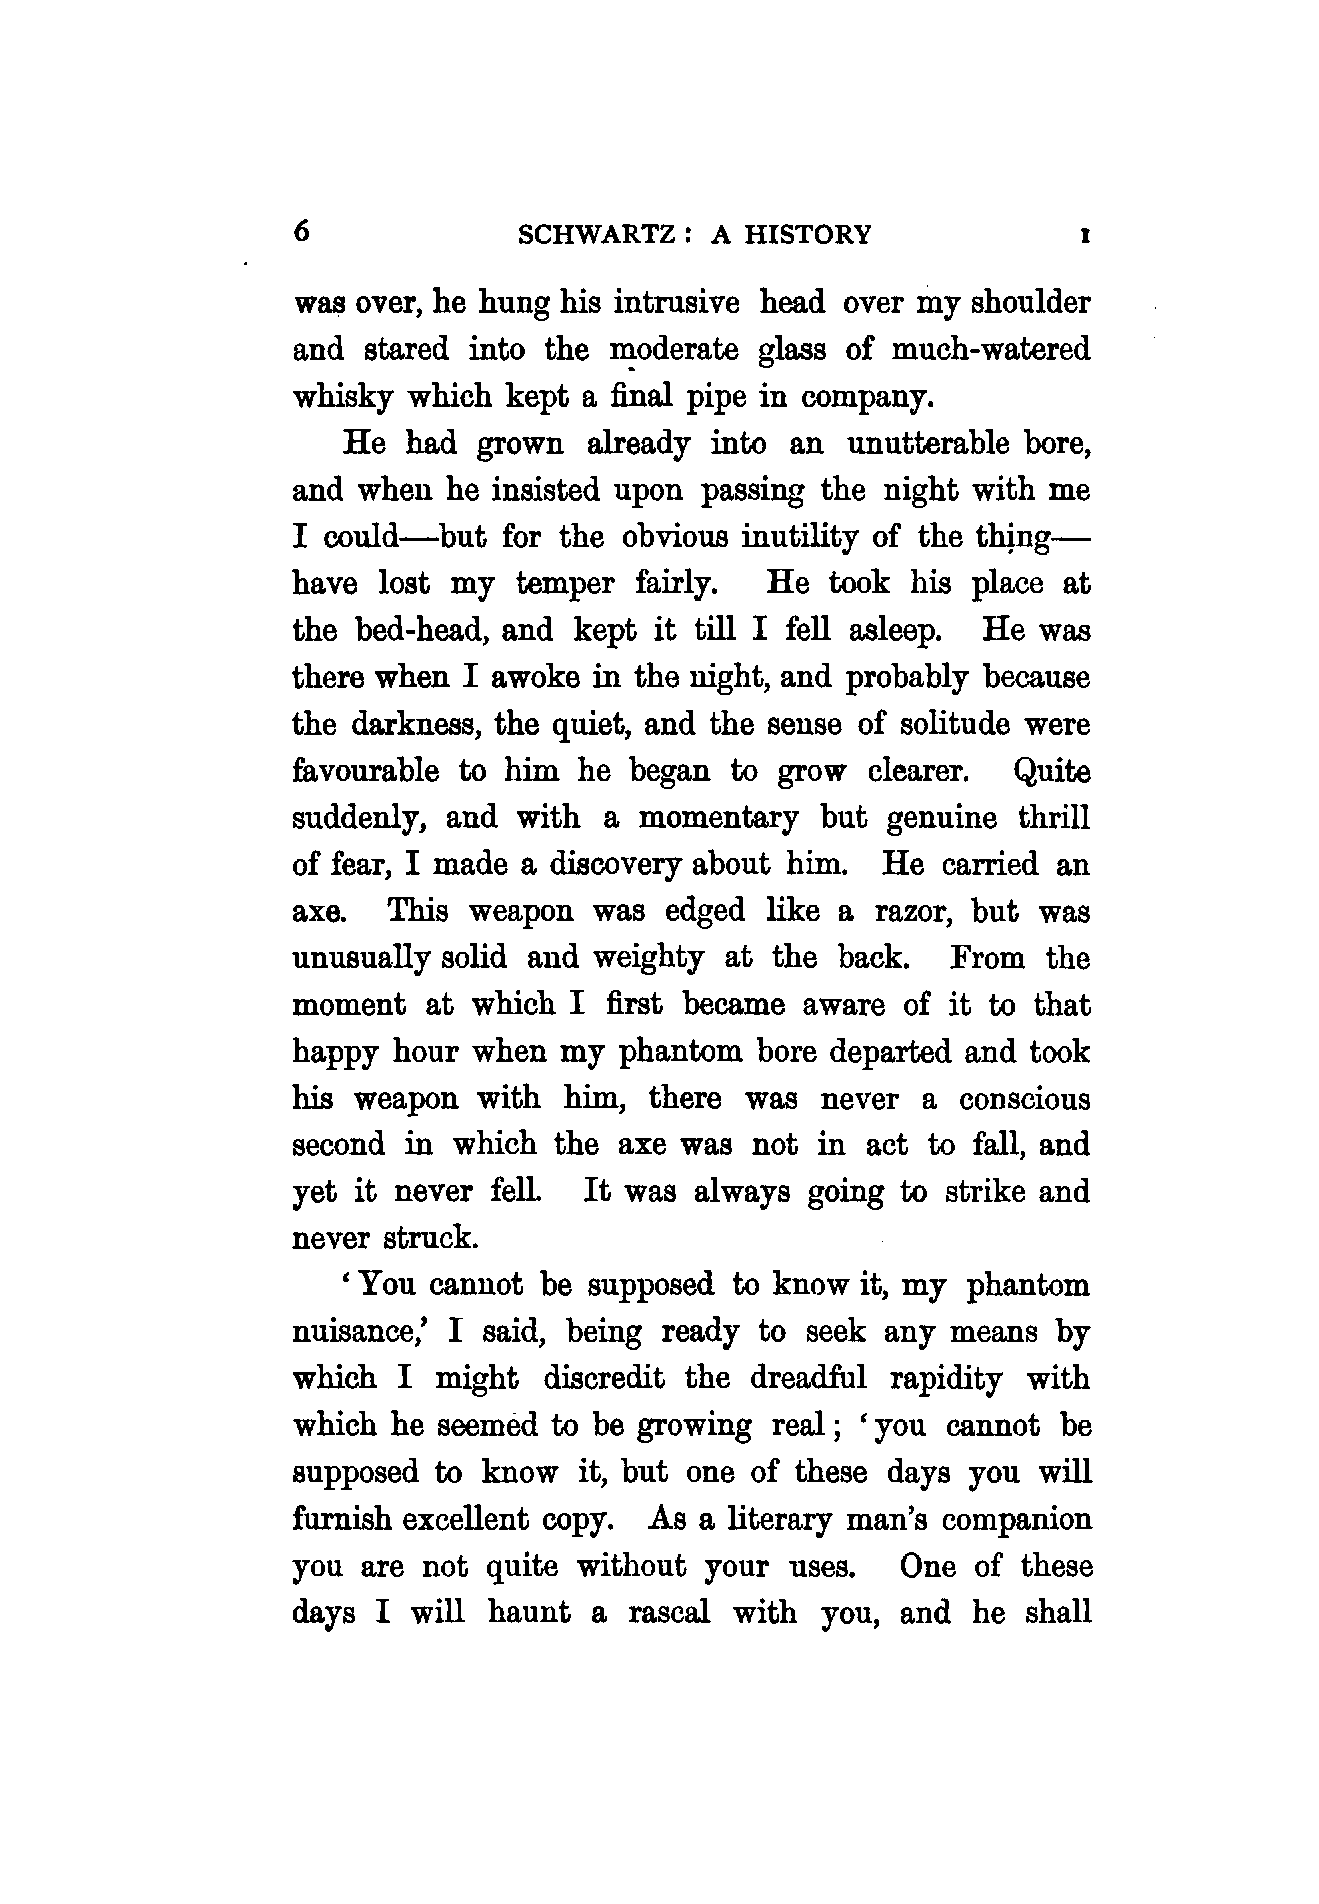 6 SCHWARTZ: A HISTORY I
was over, he hung his intrusive head over my shoulder
and stared into the moderate glass of much-watered
whisky which kept a final pipe in company.
He had grown already into an unutterable bore,
and when he insisted upon passing the night with me
I could—but for the obvious inutility of the thing—
have lost my temper fairly. He took his place at
the bed-head, and kept it till I fell asleep. He was
there when I awoke in the night, and probably because
the darkness, the quiet, and the sense of solitude were
favourable to him he began to grow clearer. Quite
suddenly, and with a momentary but genuine thrill
of fear, I made a discovery about him. He carried an
axe. This weapon was edged like a razor, but was
unusually solid and weighty at the back. From the
moment at which I first became aware of it to that
happy hour when my phantom bore departed and took
his weapon with him, there was never a conscious
second in which the axe was not in act to fall, and
yet it never fell. It was always going to strike and
never struck.
‘You cannot be supposed to know it, my phantom
nuisance,’ I said, being ready to seek any means by
which I might discredit the dreadful rapidity with
which he seemed to be growing real; ‘you cannot be
supposed to know it, but one of these days you will
furnish excellent copy. As a literary man’s companion
you are not quite without your uses. One of these
days I will haunt a rascal with you, and he shall